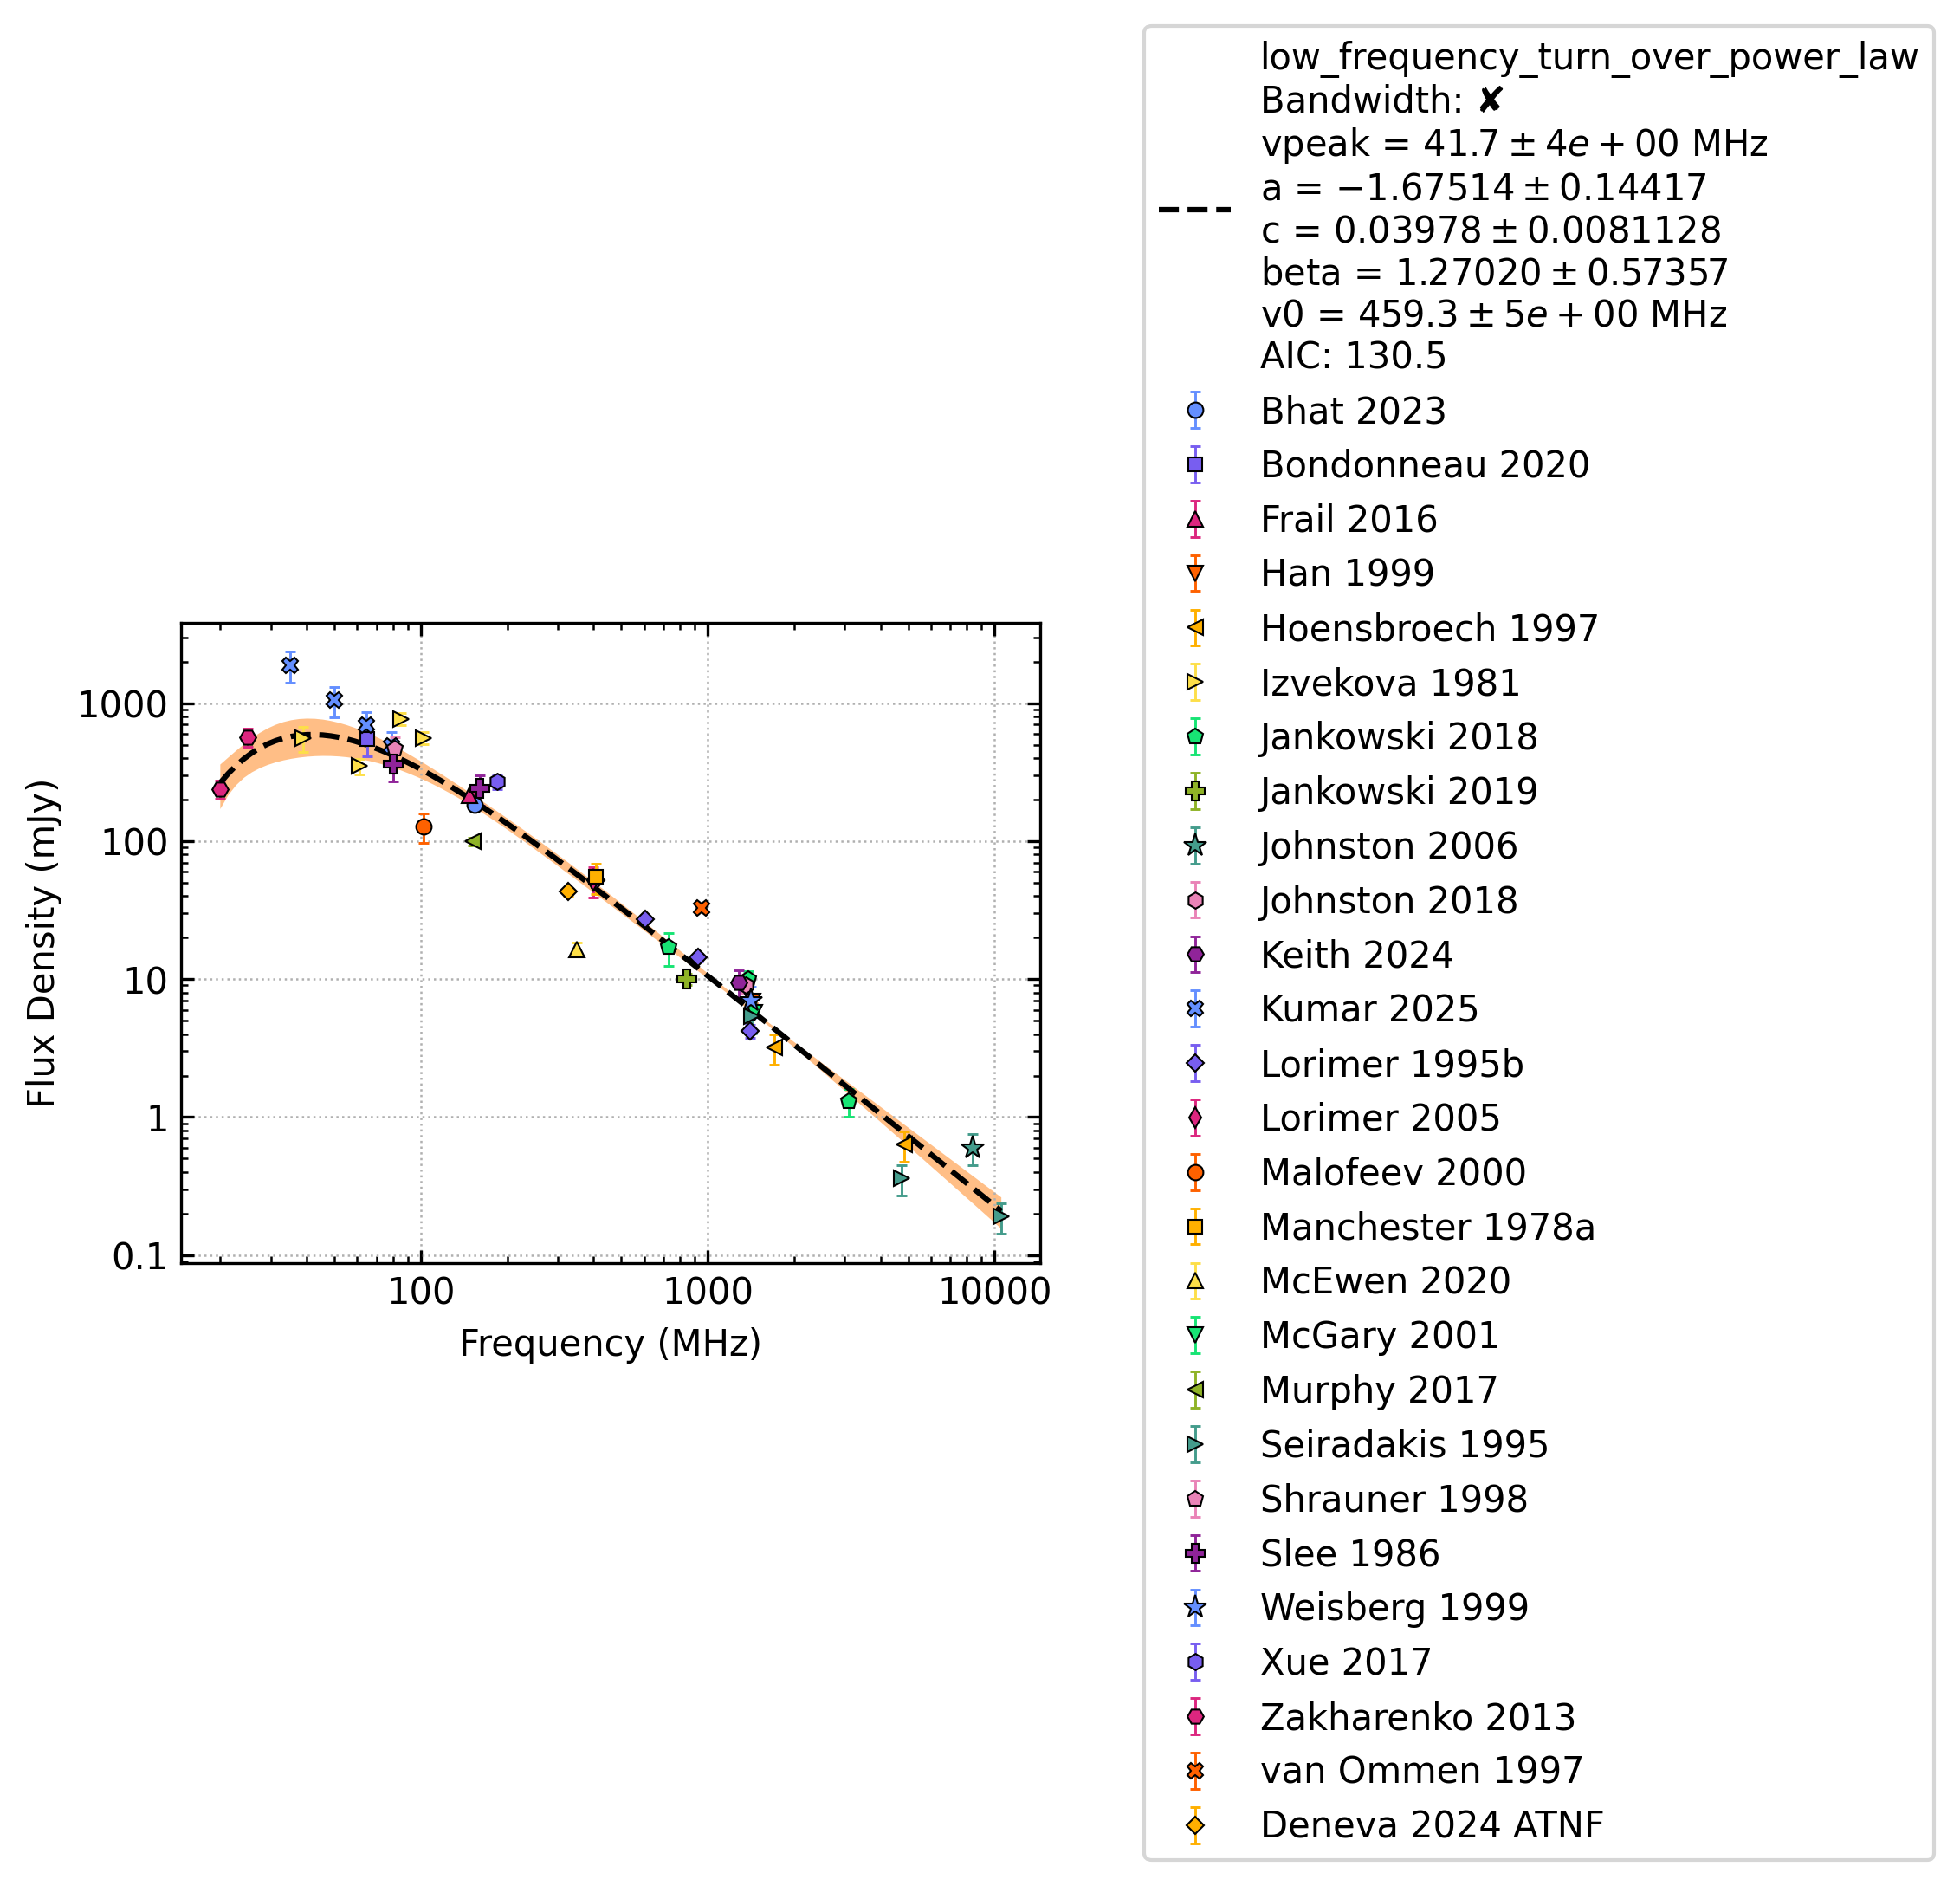 low_frequency_turn_over_power_law
Bandwidth: ✘
vpeak = 41.7 ± 4e + 00 MHz
a = −1.67514 ± 0.14417
c = 0.03978 ± 0.0081128
beta = 1.27020 ± 0.57357
v0 = 459.3 ± 5e + 00 MHz
AIC: 130.5
Bhat 2023
Bondonneau 2020
Frail 2016
Han 1999
Hoensbroech 1997
Izvekova 1981
Jankowski 2018
Jankowski 2019
Johnston 2006
Johnston 2018
Keith 2024
Kumar 2025
Lorimer 1995b
Lorimer 2005
Malofeev 2000
Manchester 1978a
McEwen 2020
McGary 2001
Murphy 2017
Seiradakis 1995
Shrauner 1998
Slee 1986
Weisberg 1999
Xue 2017
Zakharenko 2013
van Ommen 1997
Deneva 2024 ATNF
Flux Density (mJy)
1000
100
10
1
0.1
100 1000 10000
Frequency (MHz)